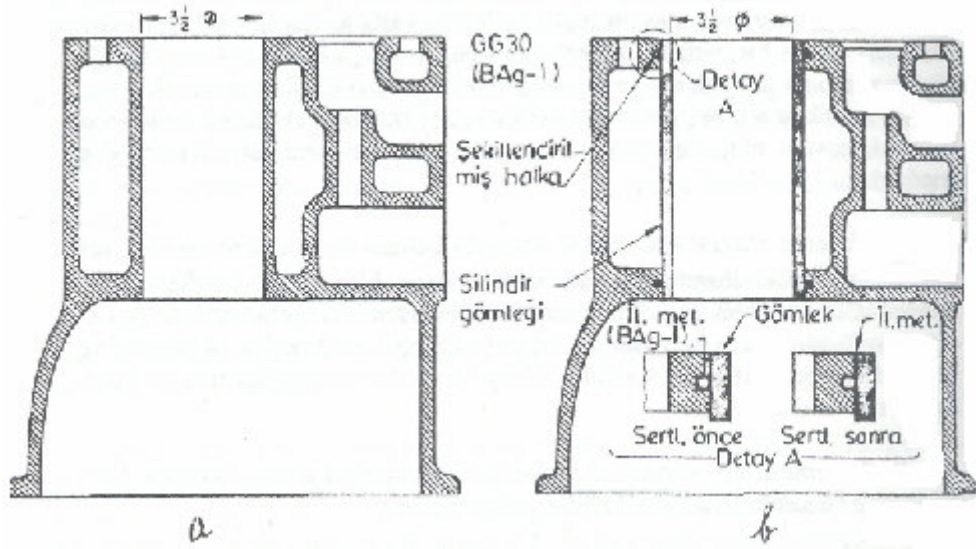 3½ Ø
GG30
(BAg-1)
3½ Ø
Detay
A
Şekillendiril
miş halka
Silindir
gömleği
İl. met.
(BAg-1)
Gömlek
İl. met.
Sertl. önce
Sertl. sonra
Detay A
a
b